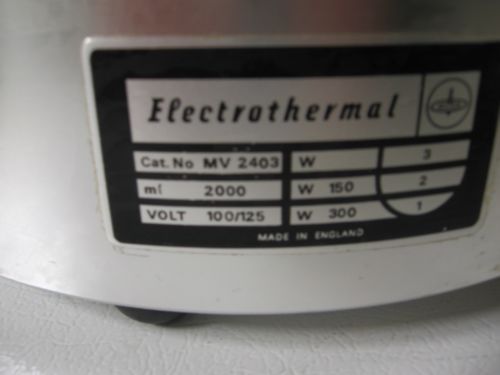 Electrothermal
Cat. No MV 2403 W 3
ml 2000 W 150 2
VOLT 100/125 W 300 1
MADE IN ENGLAND